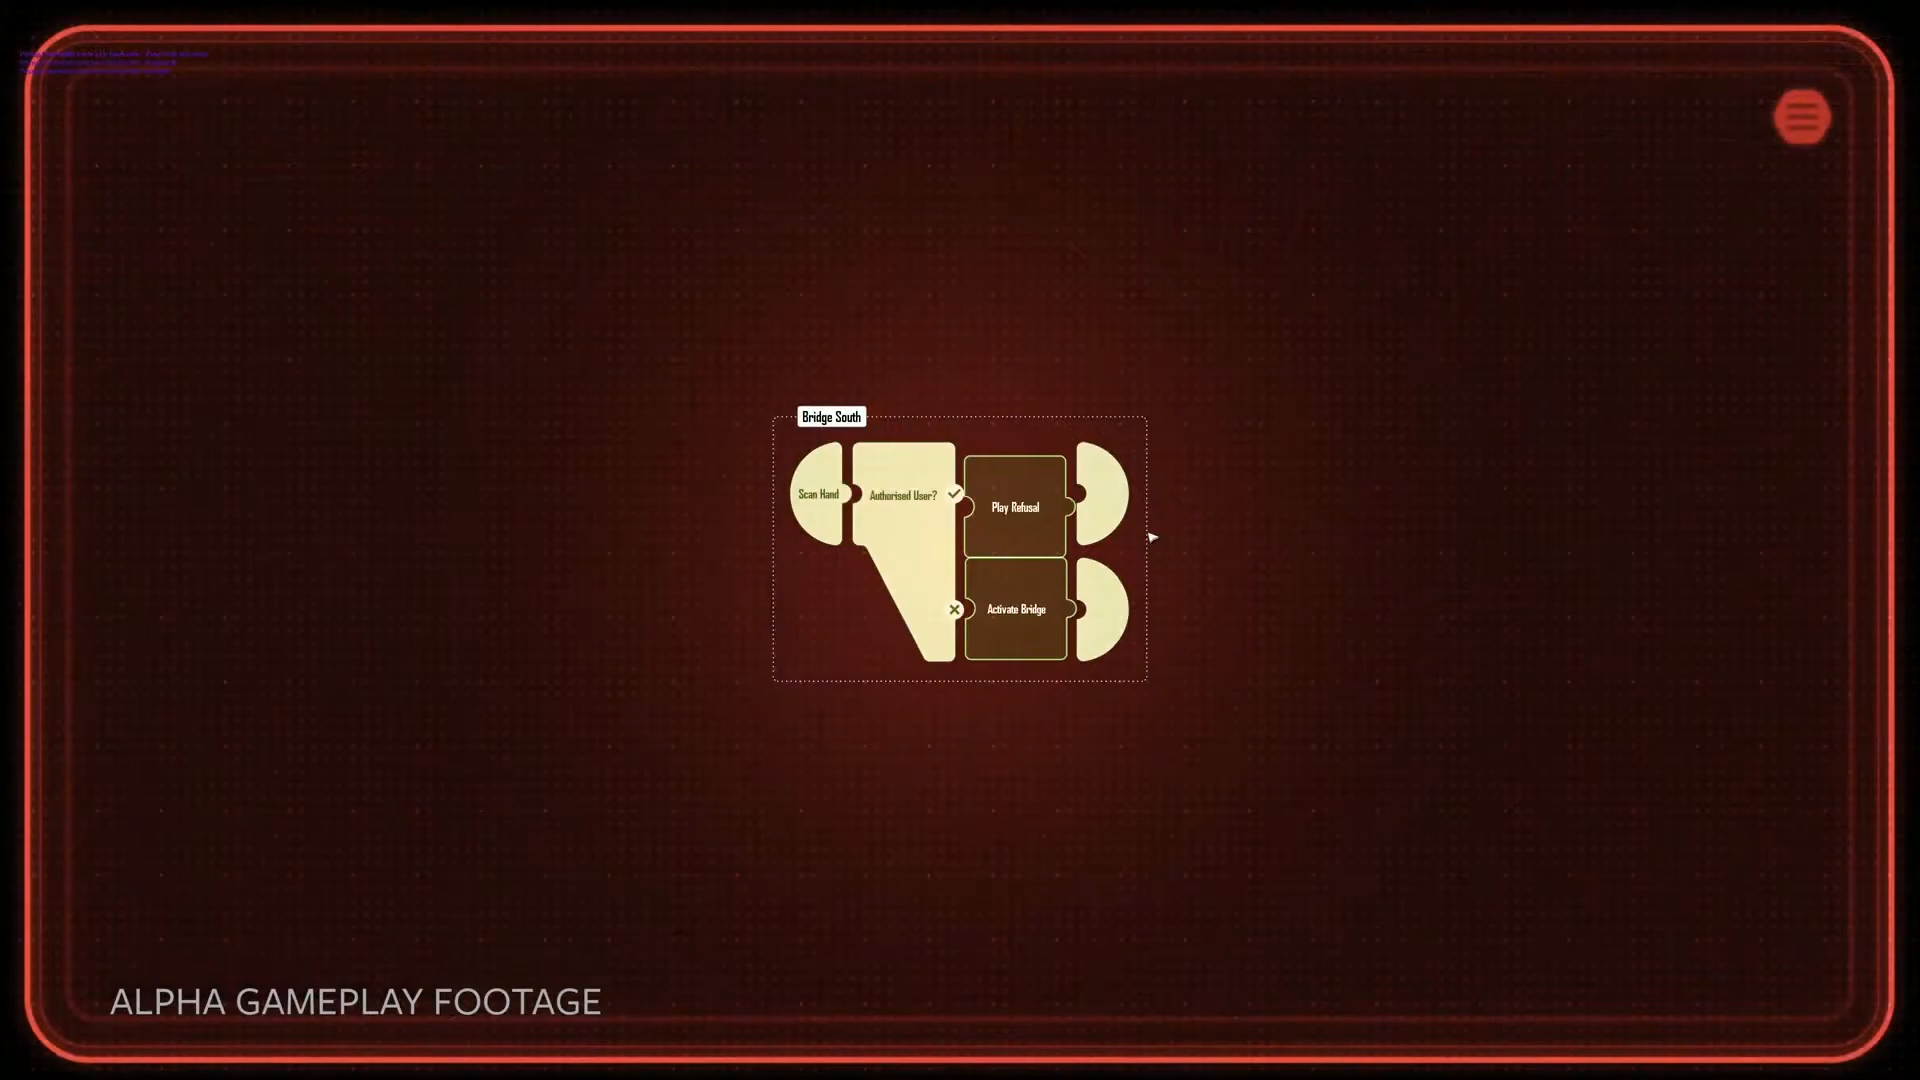 Bridge South
Scan Hand
Authorised User?
Play Refusal
Activate Bridge
ALPHA GAMEPLAY FOOTAGE